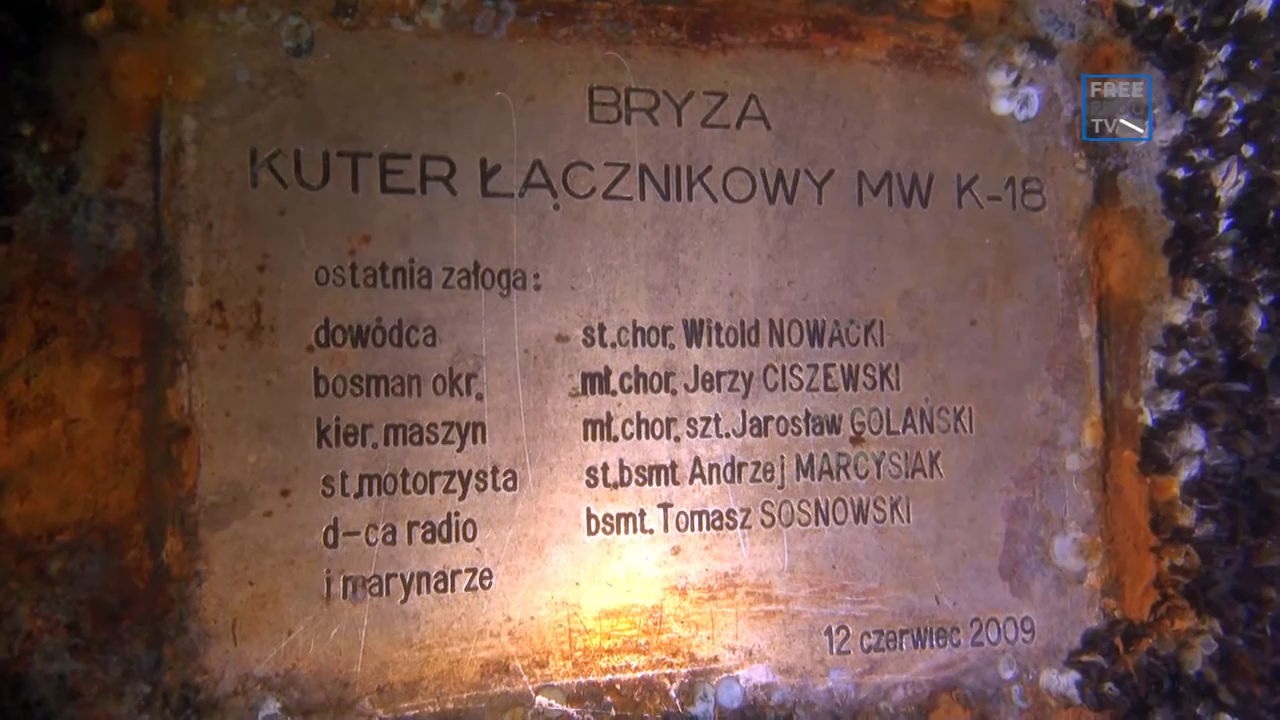 BRYZA
KUTER ŁĄCZNIKOWY MW K-18
ostatnia załoga:
dowódca st.chor. Witold NOWACKI
bosman okr. mł.chor. Jerzy CISZEWSKI
kier.maszyn mł.chor. szt.Jarosław GOLAŃSKI
st.motorzysta st.bsmt Andrzej MARCYSIAK
d-ca radio bsmt. Tomasz SOSNOWSKI
i marynarze
12 czerwiec 2009
FREE
TV